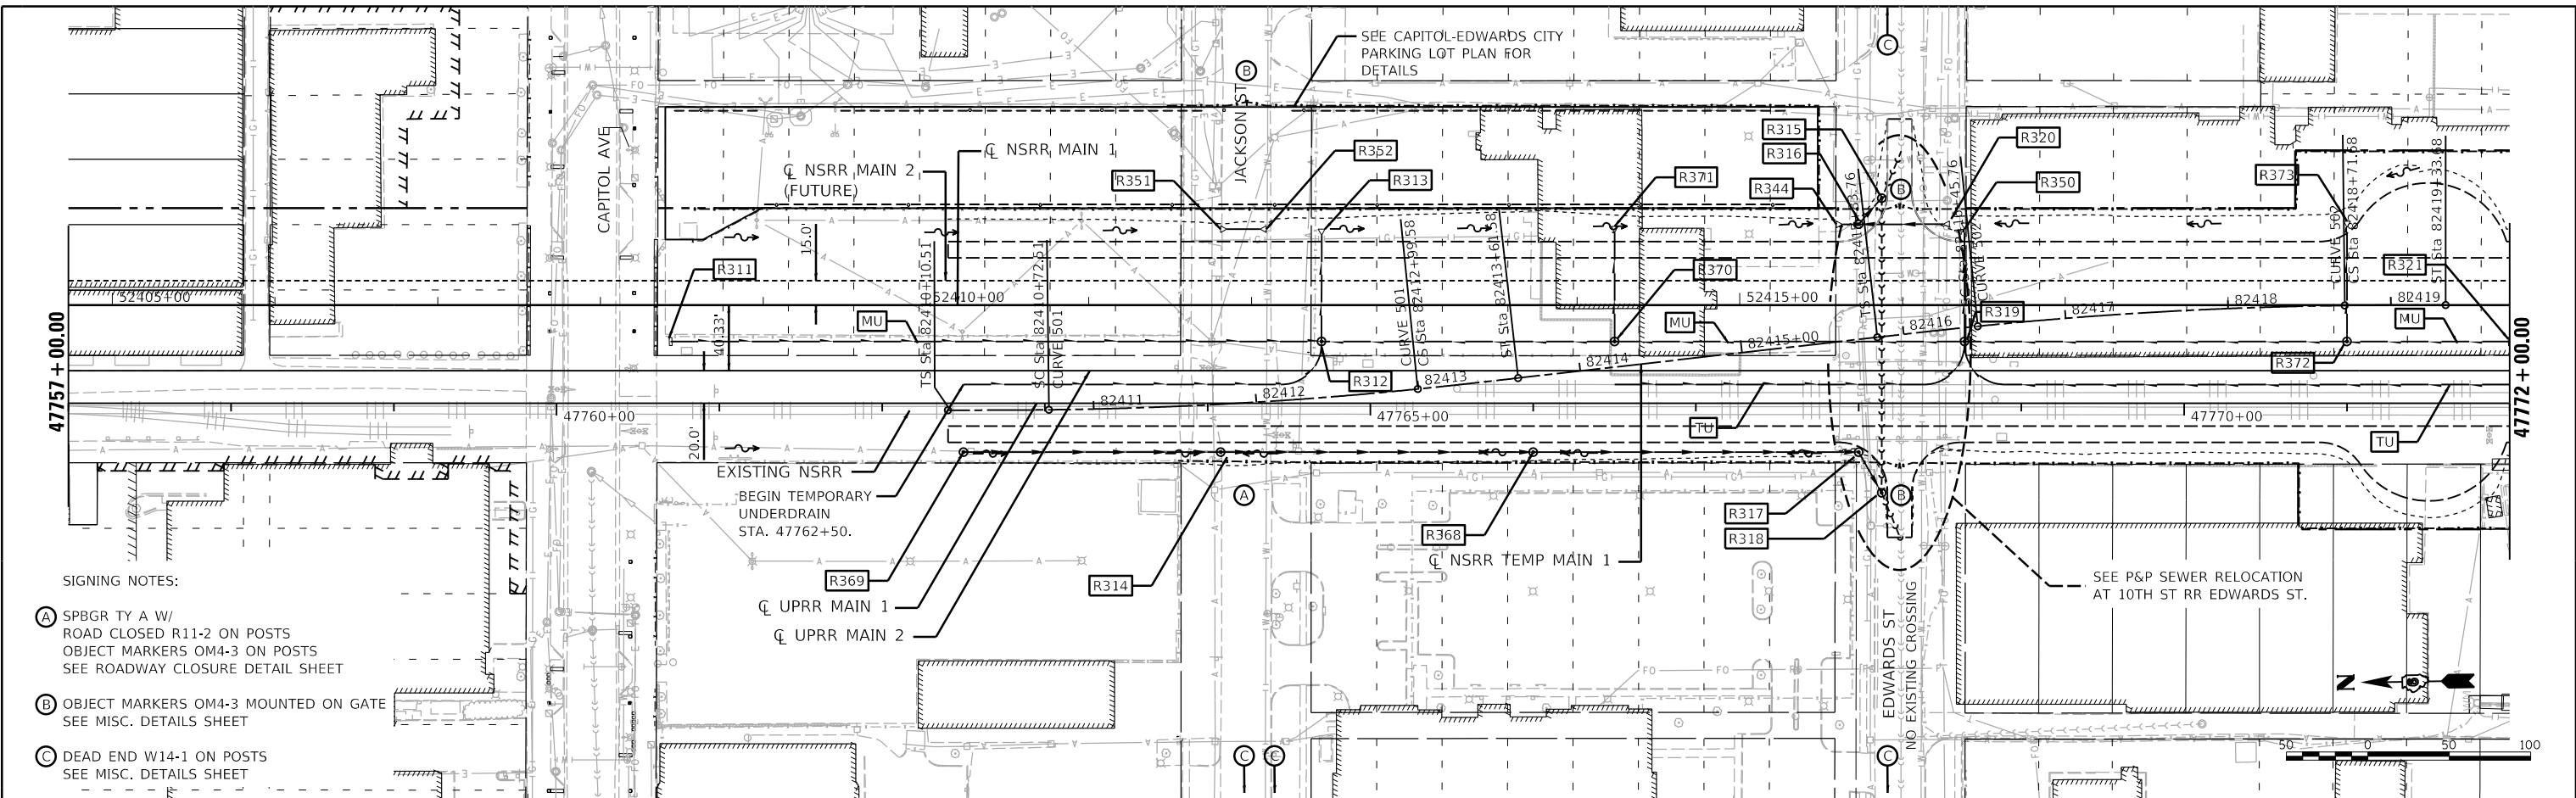 SEE CAPITOL-EDWARDS CITY
PARKING LOT PLAN FOR
DETAILS
C
B
JACKSON ST
CAPITOL AVE
℄ NSRR MAIN 1
℄ NSRR MAIN 2
(FUTURE)
R351
R352
R313
R371
R315
R316
R344
B
R320
R350
R373
R321
R311
R370
15.0'
40.33'
20.0'
52405+00
52410+00
52415+00
MU
MU
MU
TS Sta 82410+10.51
SC Sta 82410+72.51
CURVE 501
CURVE 501
CS Sta 82412+99.58
ST Sta 82413+61.58
CURVE 502
CURVE 502
CS Sta 82418+71.68
ST Sta 82419+33.68
82411
82412
82413
82414
82415+00
82416
82417
82418
82419
R312
R319
R372
47757+00.00
47772+00.00
47760+00
47765+00
47770+00
TU
TU
EXISTING NSRR
BEGIN TEMPORARY
UNDERDRAIN
STA. 47762+50.
A
B
R317
R318
R368
R369
R314
℄ NSRR TEMP MAIN 1
℄ UPRR MAIN 1
℄ UPRR MAIN 2
SEE P&P SEWER RELOCATION
AT 10TH ST RR EDWARDS ST.
EDWARDS ST
NO EXISTING CROSSING
SIGNING NOTES:
A SPBGR TY A W/
ROAD CLOSED R11-2 ON POSTS
OBJECT MARKERS OM4-3 ON POSTS
SEE ROADWAY CLOSURE DETAIL SHEET
B OBJECT MARKERS OM4-3 MOUNTED ON GATE
SEE MISC. DETAILS SHEET
C DEAD END W14-1 ON POSTS
SEE MISC. DETAILS SHEET
C
C
C
N
50 0 50 100